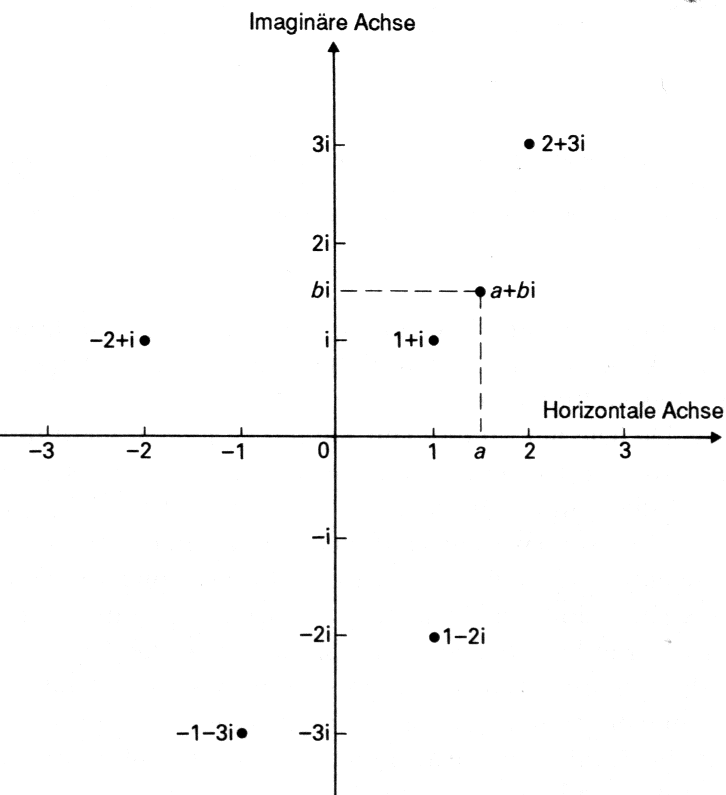 Imaginäre Achse
3i
2+3i
2i
bi
a+bi
−2+i
i
1+i
Horizontale Achse
−3 −2 −1 0 1 a 2 3
−i
−2i
1−2i
−1−3i
−3i